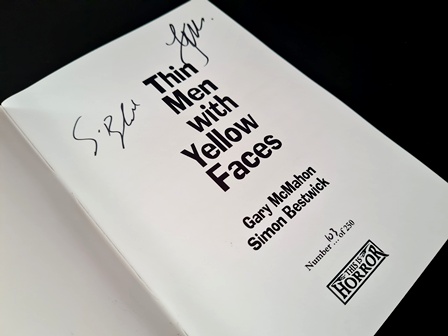 Thin
Men
with
Yellow
Faces
Gary McMahon
Simon Bestwick
Number ... of 250
THIS IS
HORROR